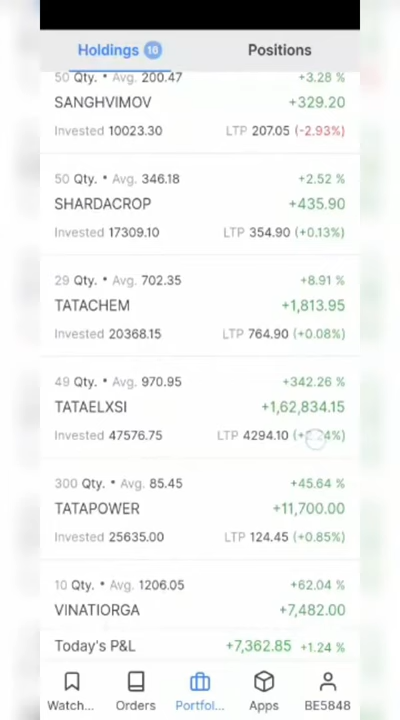 Holdings 16 Positions
50 Qty. • Avg. 200.47 +3.28 %
SANGHVIMOV +329.20
Invested 10023.30 LTP 207.05 (-2.93%)
50 Qty. • Avg. 346.18 +2.52 %
SHARDACROP +435.90
Invested 17309.10 LTP 354.90 (+0.13%)
29 Qty. • Avg. 702.35 +8.91 %
TATACHEM +1,813.95
Invested 20368.15 LTP 764.90 (+0.08%)
49 Qty. • Avg. 970.95 +342.26 %
TATAELXSI +1,62,834.15
Invested 47576.75 LTP 4294.10
300 Qty. • Avg. 85.45 +45.64 %
TATAPOWER +11,700.00
Invested 25635.00 LTP 124.45 (+0.85%)
10 Qty. • Avg. 1206.05 +62.04 %
VINATIORGA +7,482.00
Today's P&L +7,362.85 +1.24 %
Watch... Orders Portfol... Apps BE5848